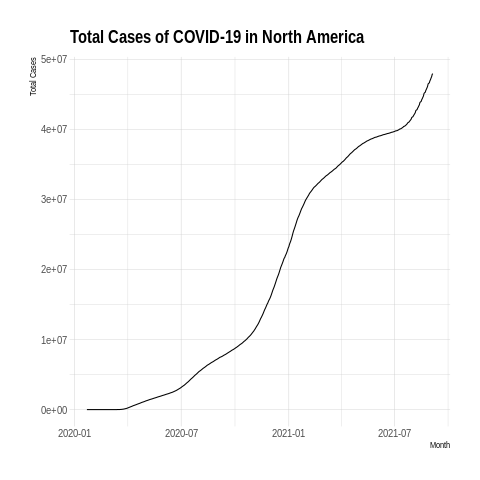 Total Cases of COVID-19 in North America
Total Cases
5e+07
4e+07
3e+07
2e+07
1e+07
0e+00
2020-01 2020-07 2021-01 2021-07
Month